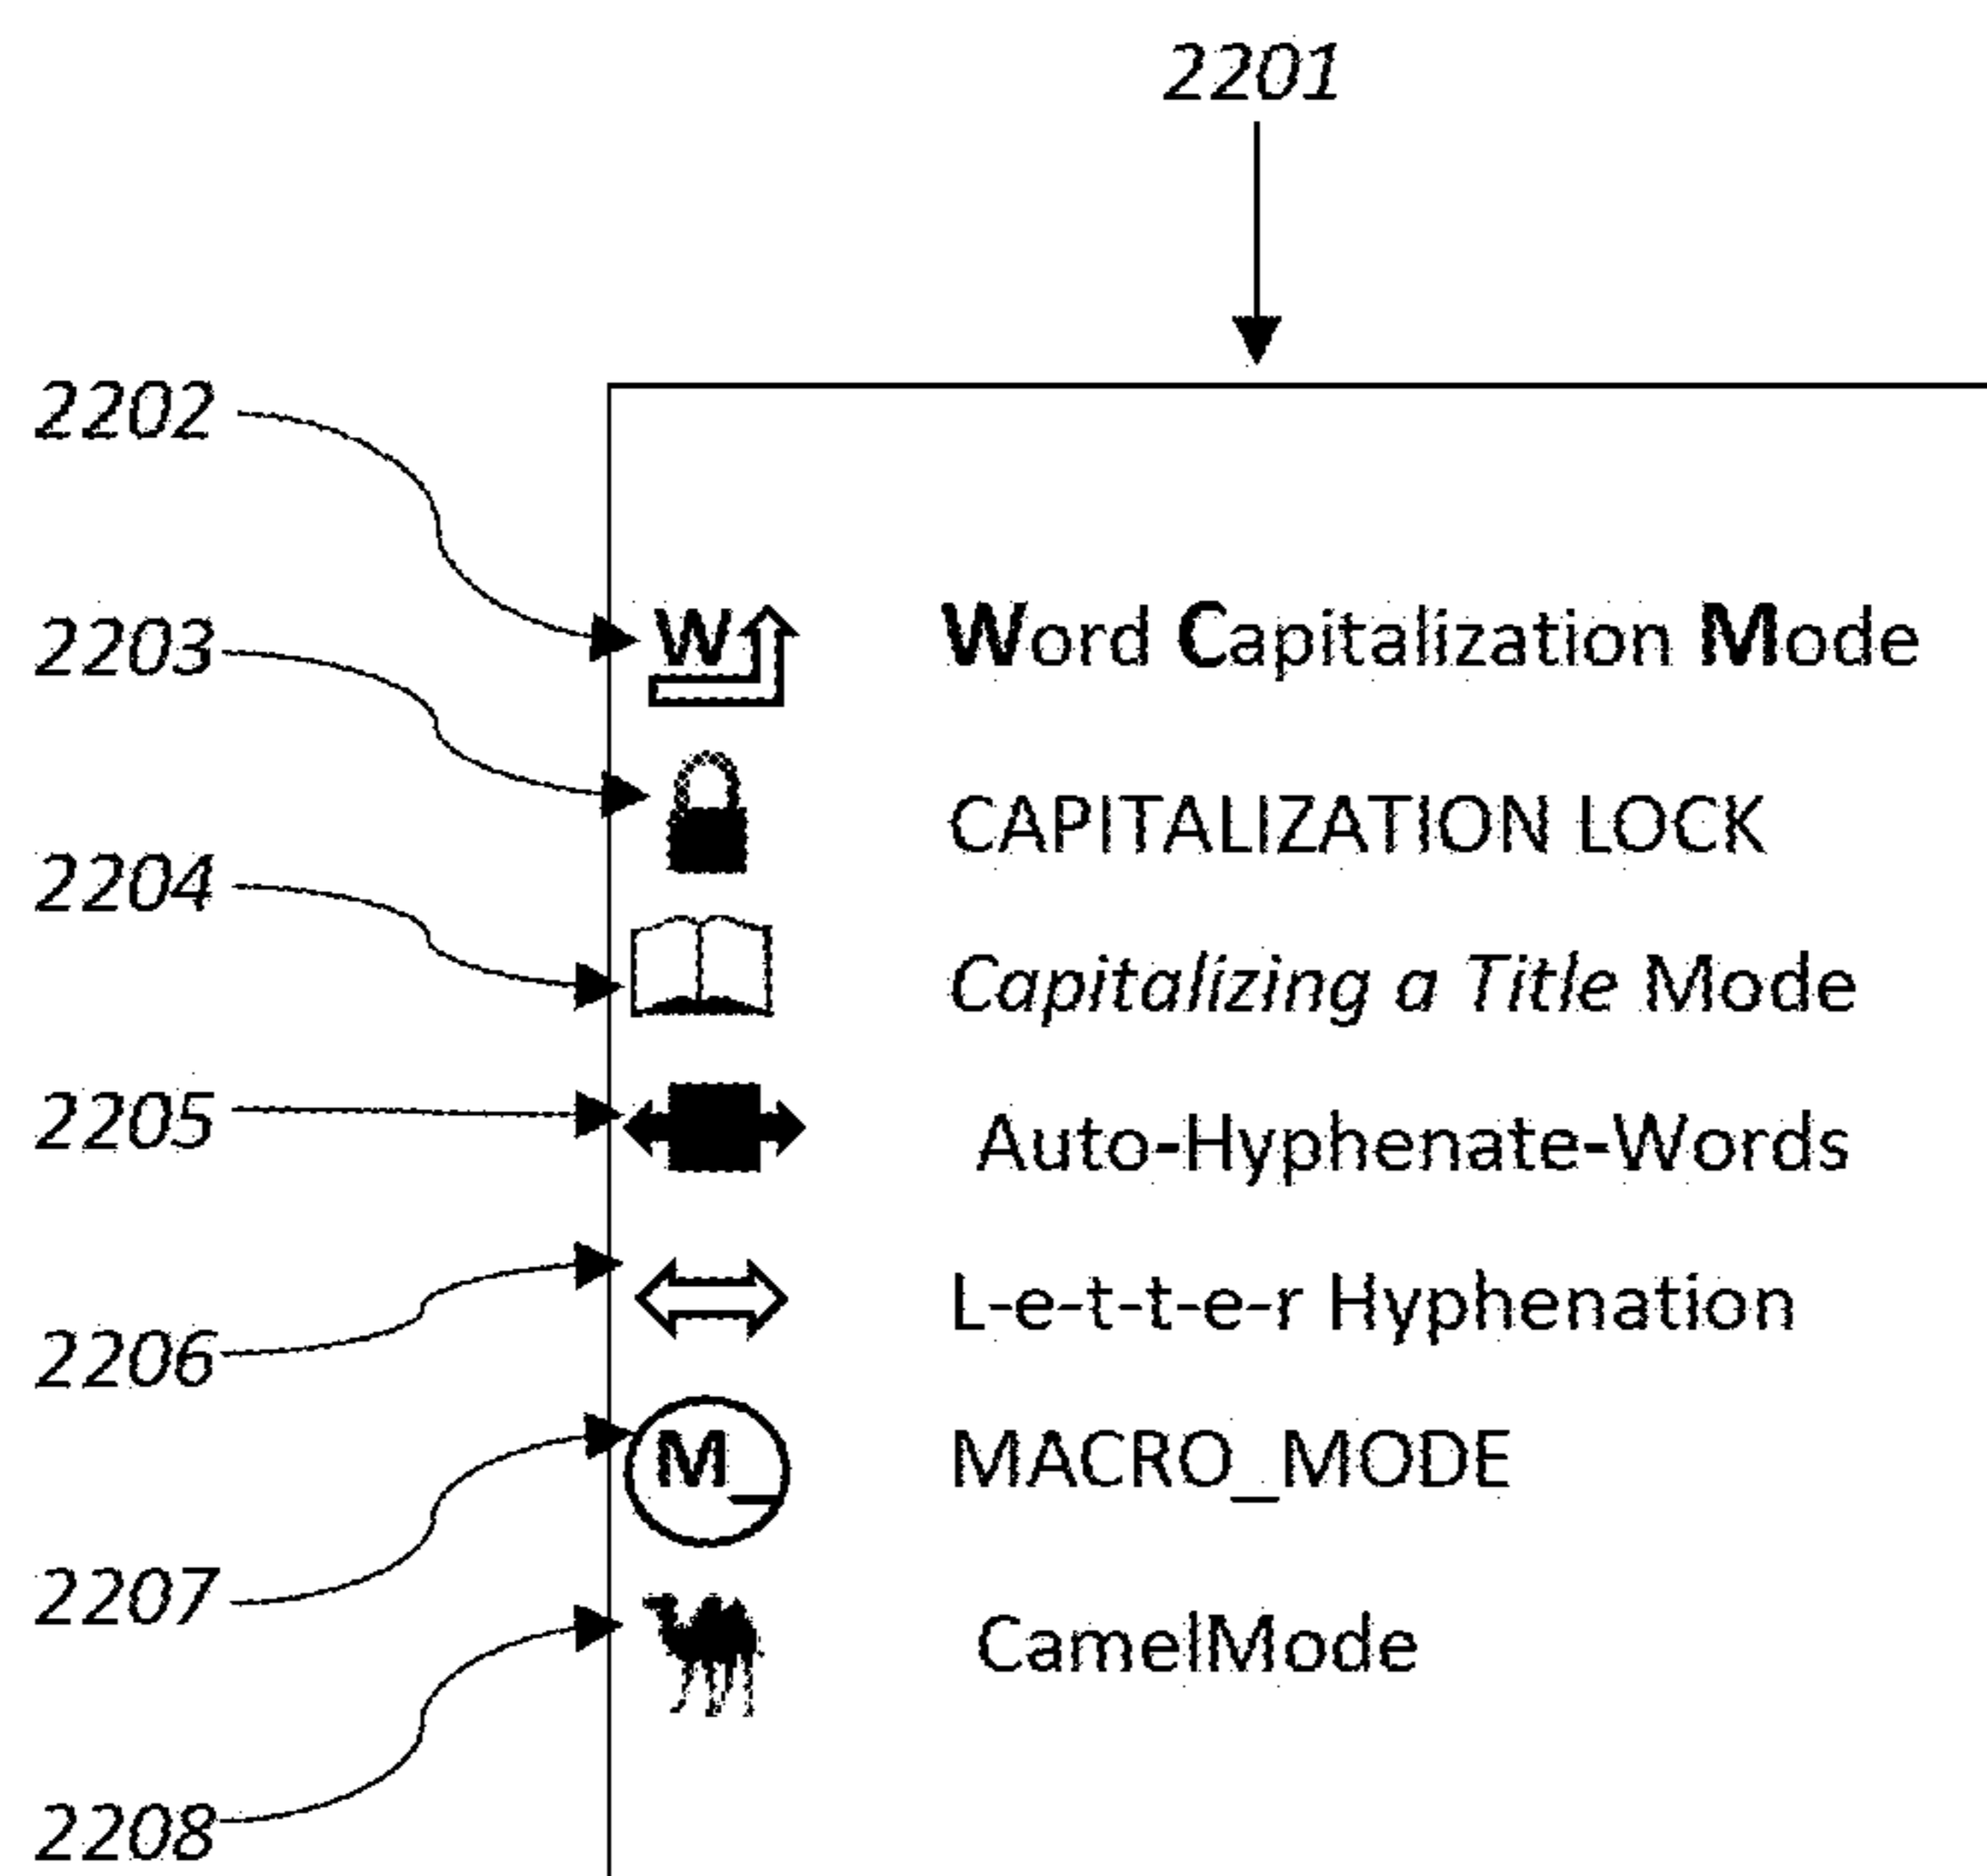 2201
2202
W Word Capitalization Mode
2203
CAPITALIZATION LOCK
2204
Capitalizing a Title Mode
2205
Auto-Hyphenate-Words
2206
L-e-t-t-e-r Hyphenation
2207
M_ MACRO_MODE
2208
CamelMode